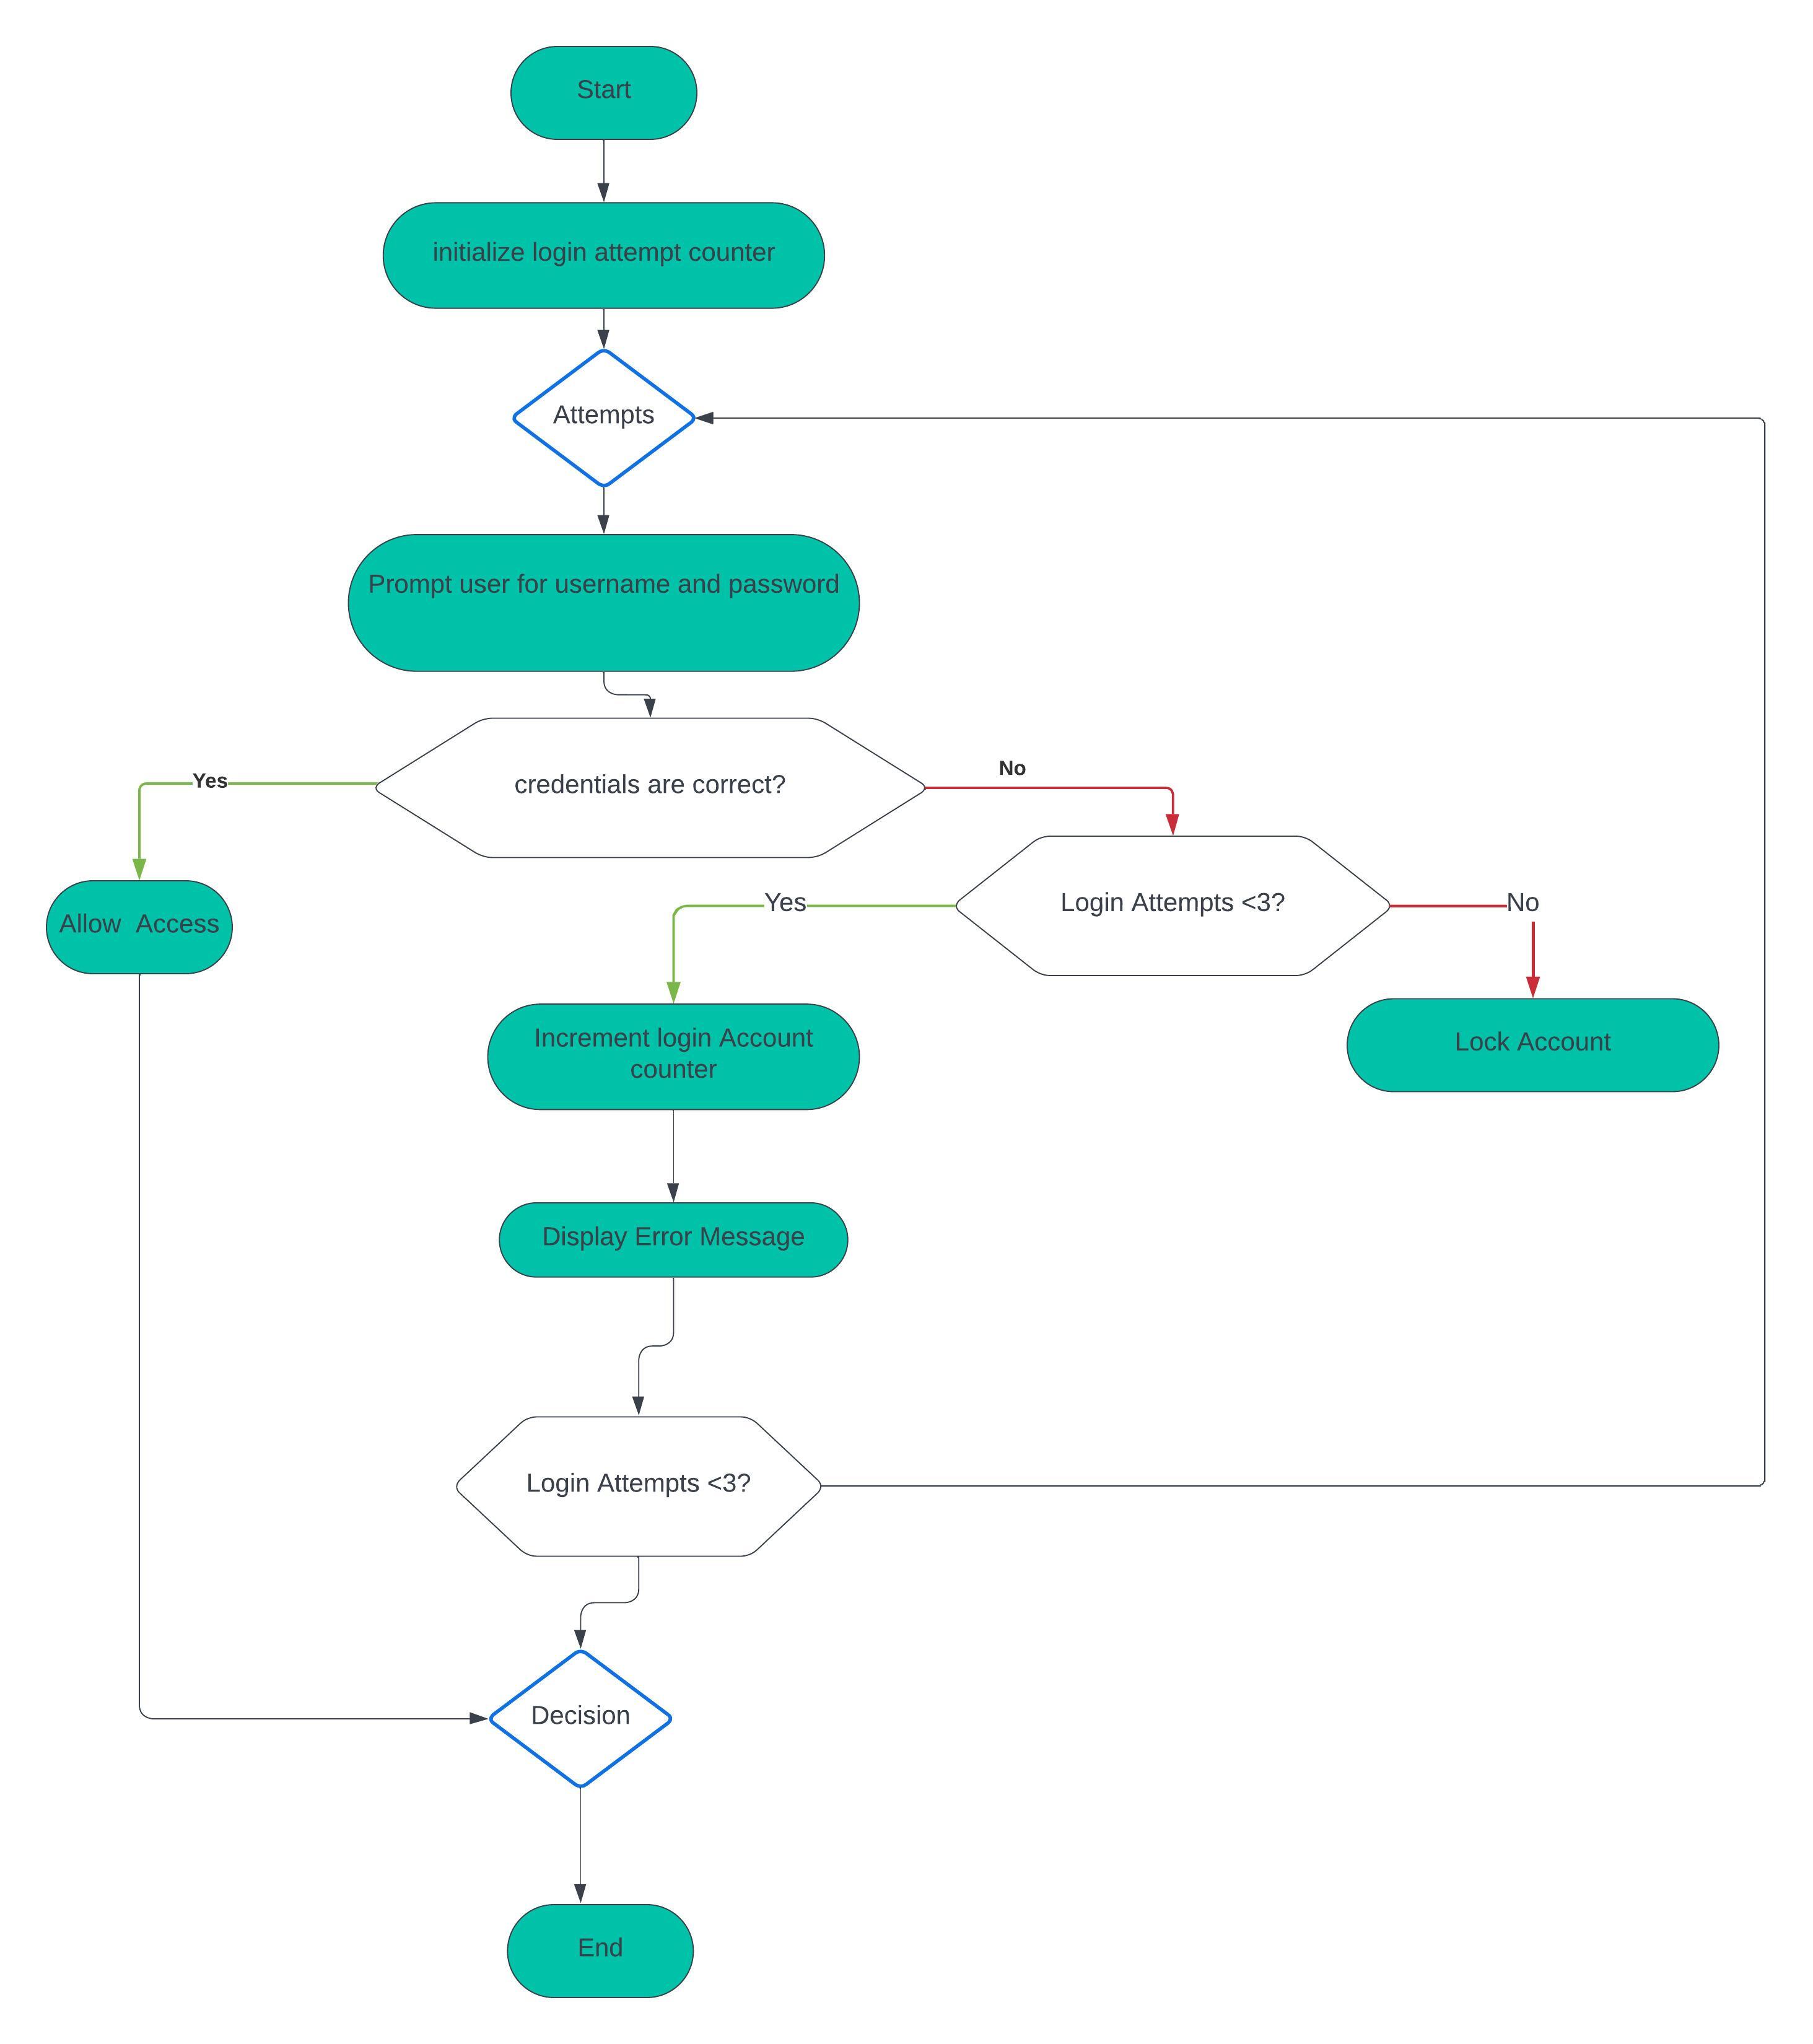 Start
initialize login attempt counter
Attempts
Prompt user for username and password
credentials are correct?
Yes
No
Allow  Access
Login Attempts <3?
Yes
No
Increment login Account
counter
Lock Account
Display Error Message
Login Attempts <3?
Decision
End